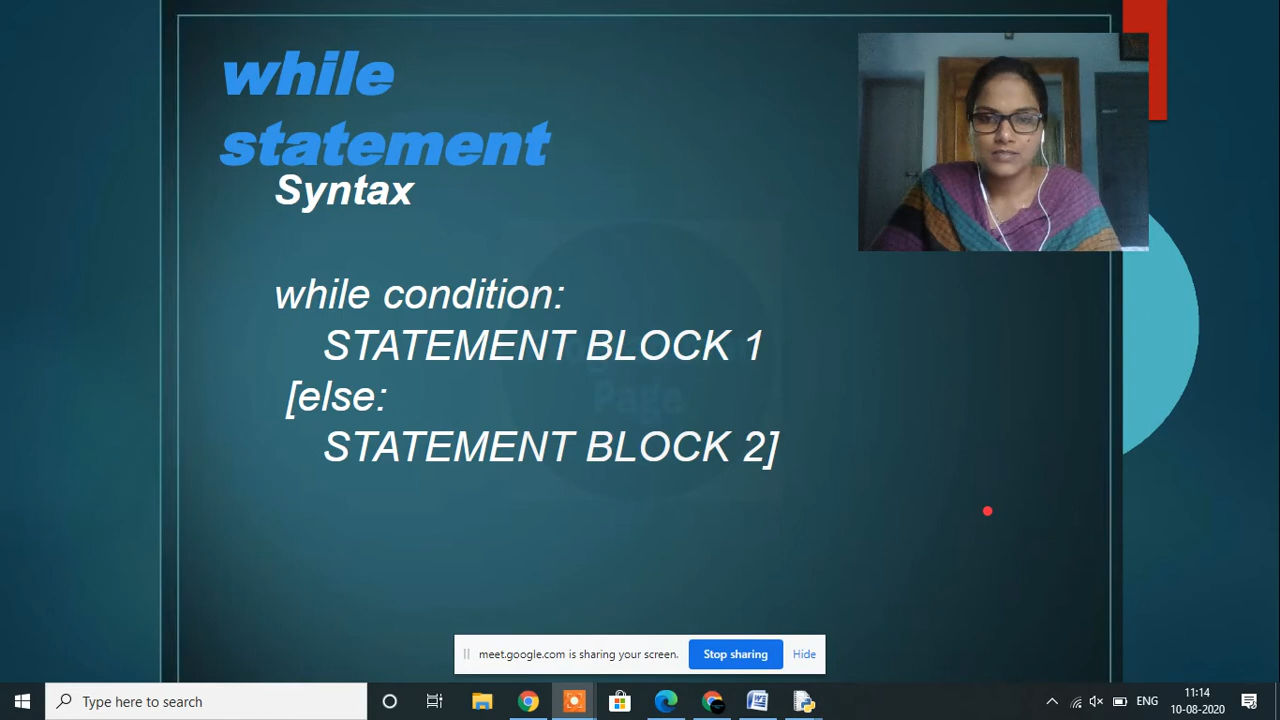 while
statement
Syntax
while condition:
STATEMENT BLOCK 1
[else:
STATEMENT BLOCK 2]
Page
meet.google.com is sharing your screen.
Stop sharing
Hide
Type here to search
ENG
11:14
10-08-2020